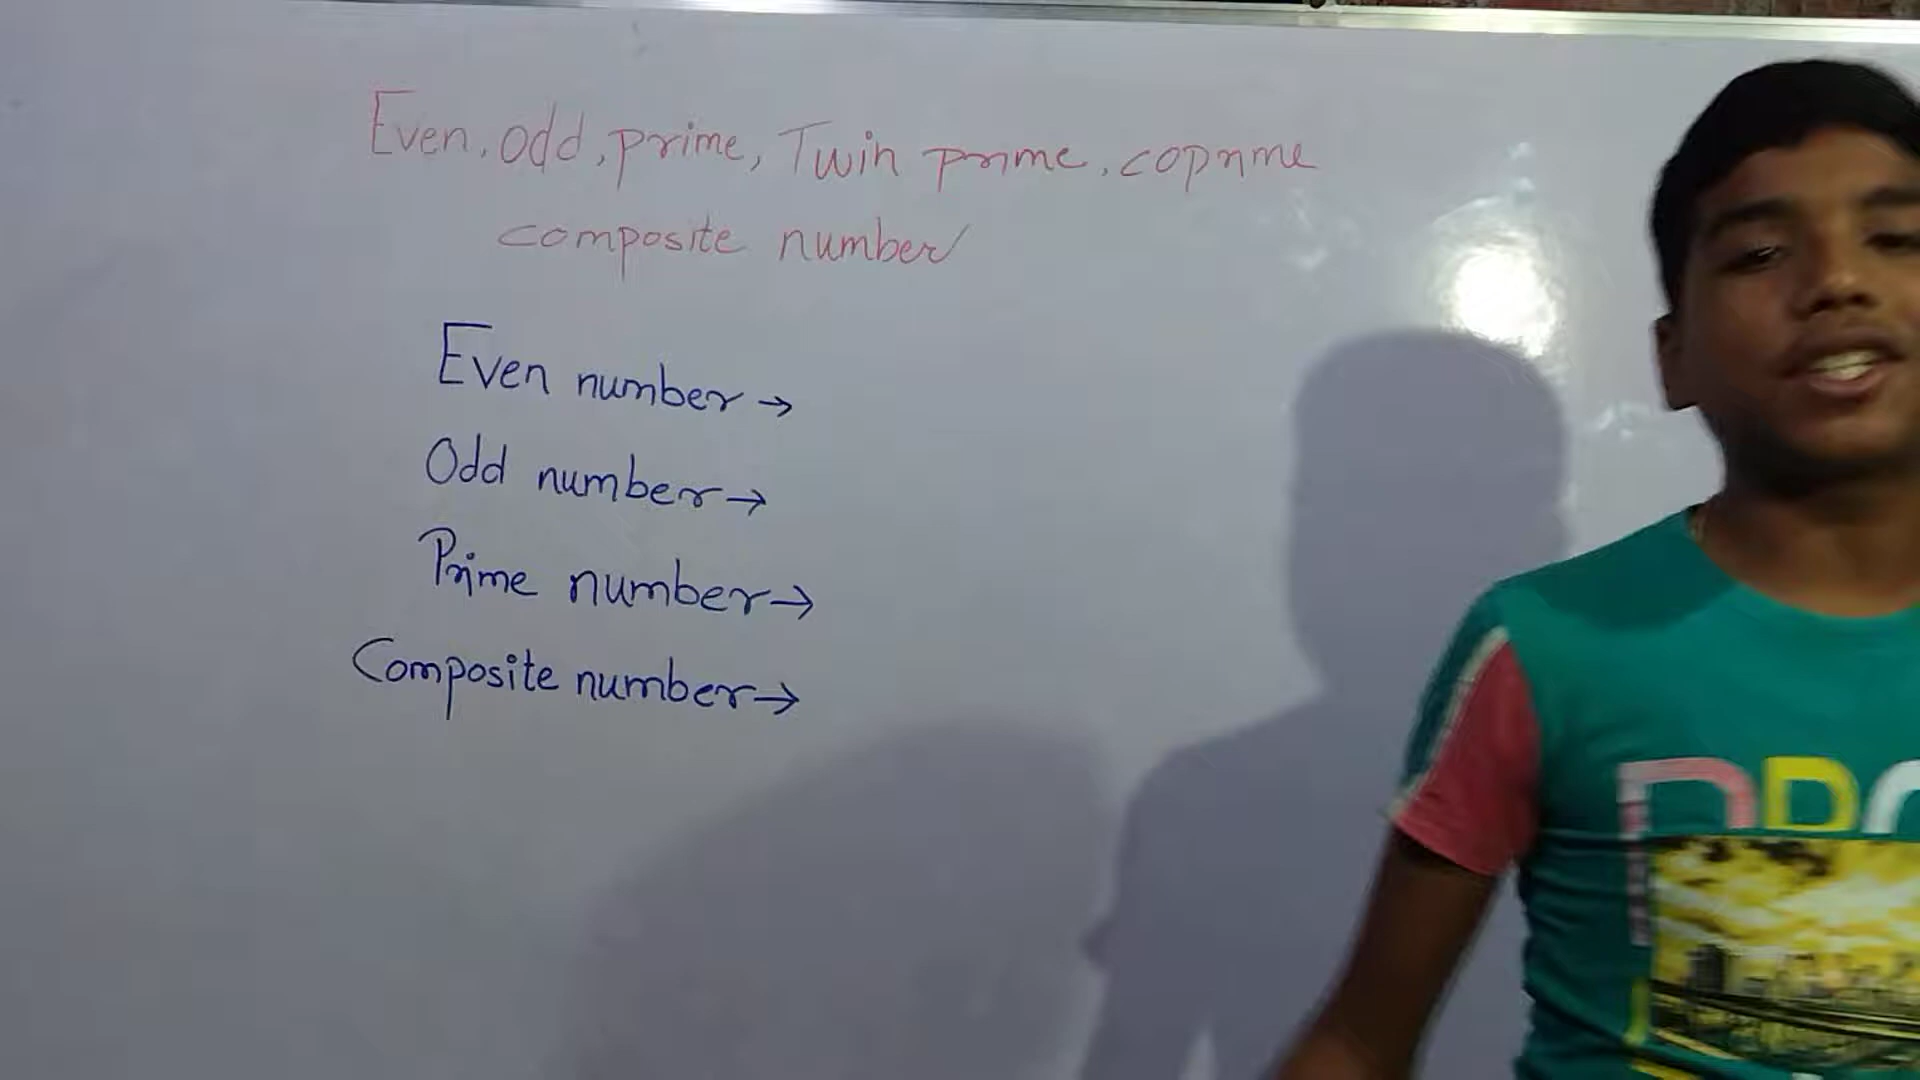 Even, odd, prime, Twin prime, coprime
composite number
Even number →
Odd number →
Prime number →
Composite number →